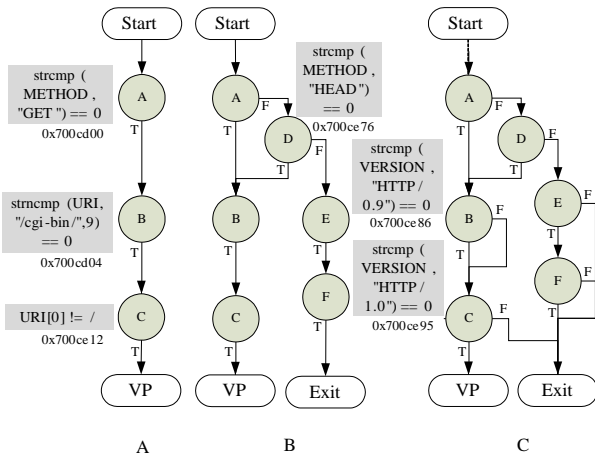 Start
Start
Start
strcmp (
METHOD ,
"GET ") == 0
0x700cd00
A
T
strncmp (URI,
"/cgi-bin/",9)
== 0
0x700cd04
B
T
URI[0] != /
0x700ce12
C
T
VP
A
A
F
T
strcmp (
METHOD ,
"HEAD ")
== 0
0x700ce76
D
F
T
B
T
C
T
VP
strcmp (
VERSION ,
"HTTP /
0.9") == 0
0x700ce86
E
T
strcmp (
VERSION ,
"HTTP /
1.0") == 0
0x700ce95
F
T
Exit
B
A
F
T
D
F
T
B
F
T
E
F
T
C
F
T
F
F
T
VP
Exit
C